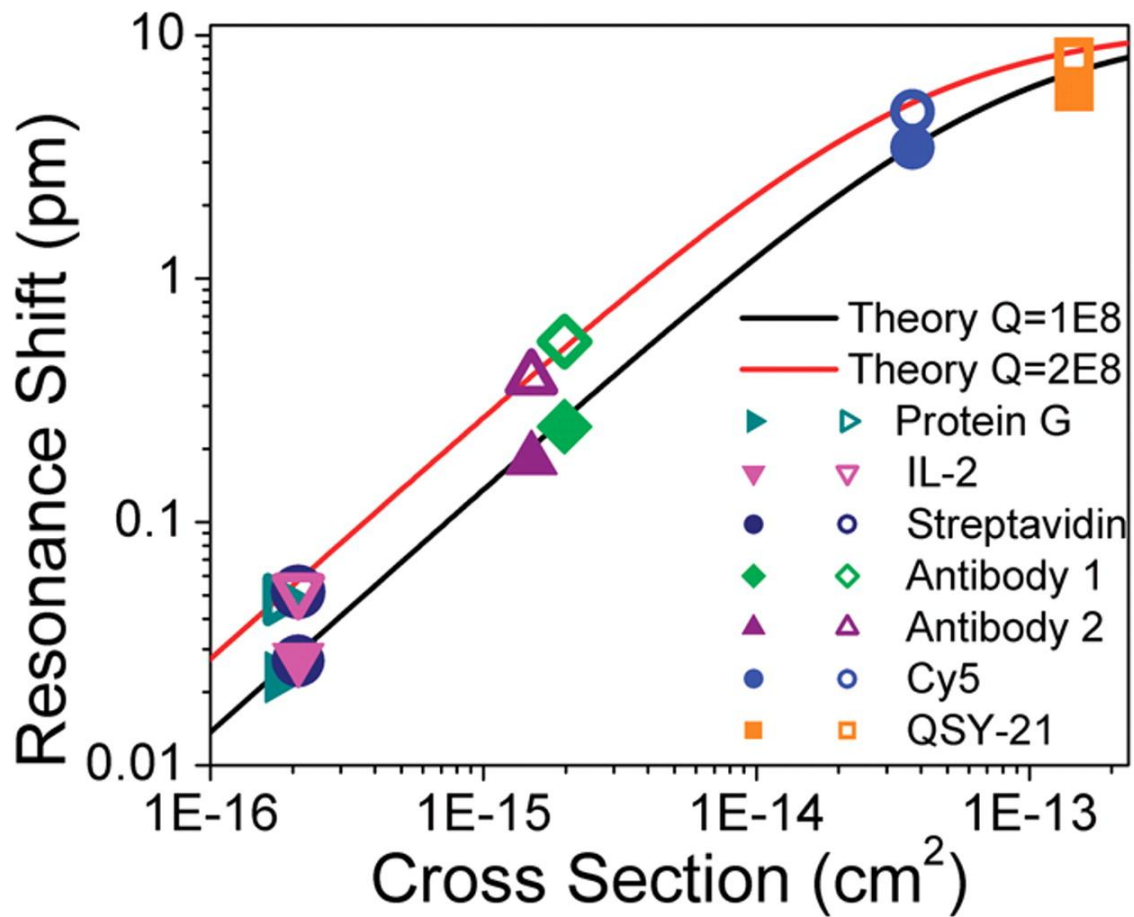 Resonance Shift (pm)
10
1
0.1
0.01
Theory Q=1E8
Theory Q=2E8
Protein G
IL-2
Streptavidin
Antibody 1
Antibody 2
Cy5
QSY-21
1E-16 1E-15 1E-14 1E-13
Cross Section (cm²)